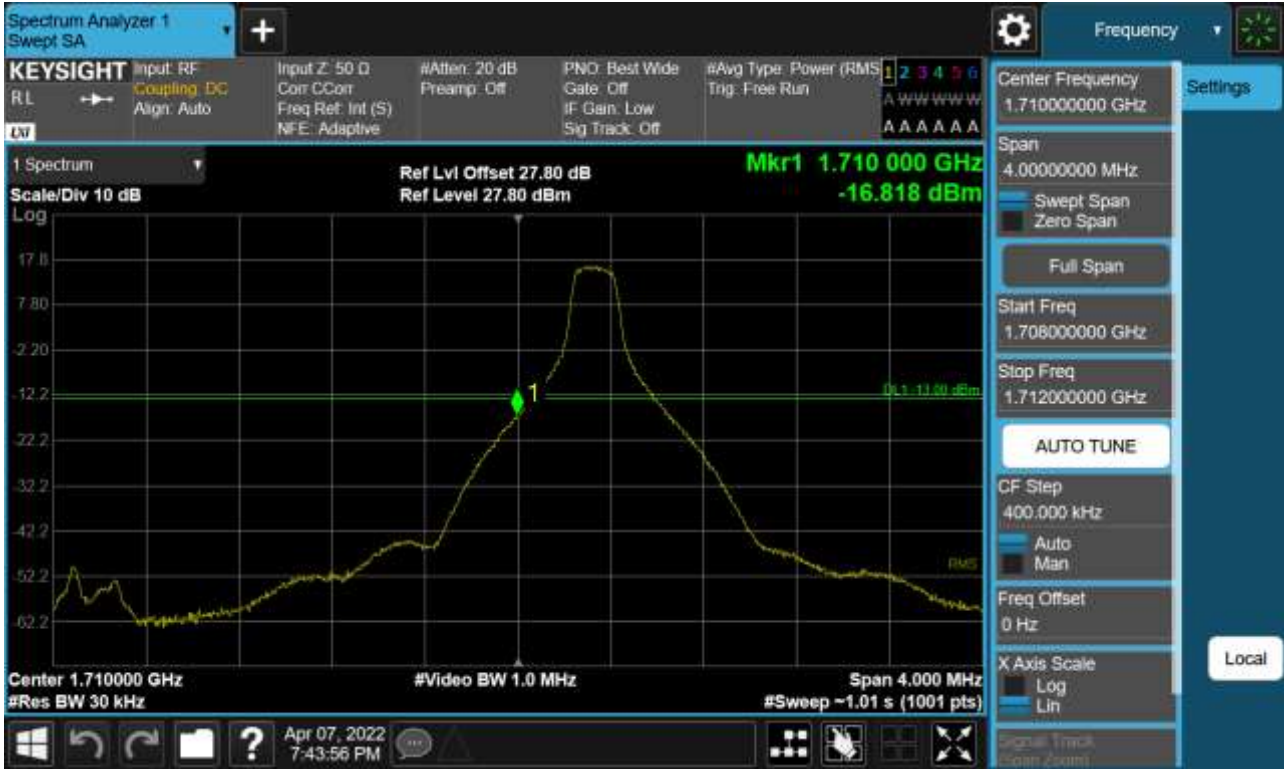 Spectrum Analyzer 1
Swept SA
+
Frequency
KEYSIGHT
RL
LXI
Input: RF
Coupling: DC
Align: Auto
Input Z: 50 Ω
Corr CCorr
Freq Ref: Int (S)
NFE: Adaptive
#Atten: 20 dB
Preamp: Off
PNO: Best Wide
Gate: Off
IF Gain: Low
Sig Track: Off
#Avg Type: Power (RMS
Trig: Free Run
1 2 3 4 5 6
A W W W W W
A A A A A A
1 Spectrum
Scale/Div 10 dB
Log
Ref Lvl Offset 27.80 dB
Ref Level 27.80 dBm
Mkr1 1.710 000 GHz
-16.818 dBm
17.8
7.80
-2.20
-12.2
-22.2
-32.2
-42.2
-52.2
-62.2
1
DL1 -13.00 dBm
RMS
Center 1.710000 GHz
#Res BW 30 kHz
#Video BW 1.0 MHz
Span 4.000 MHz
#Sweep ~1.01 s (1001 pts)
Center Frequency
1.710000000 GHz
Settings
Span
4.00000000 MHz
Swept Span
Zero Span
Full Span
Start Freq
1.708000000 GHz
Stop Freq
1.712000000 GHz
AUTO TUNE
CF Step
400.000 kHz
Auto
Man
Freq Offset
0 Hz
X Axis Scale
Log
Lin
Local
Signal Track
(Span Zoom)
?
Apr 07, 2022
7:43:56 PM